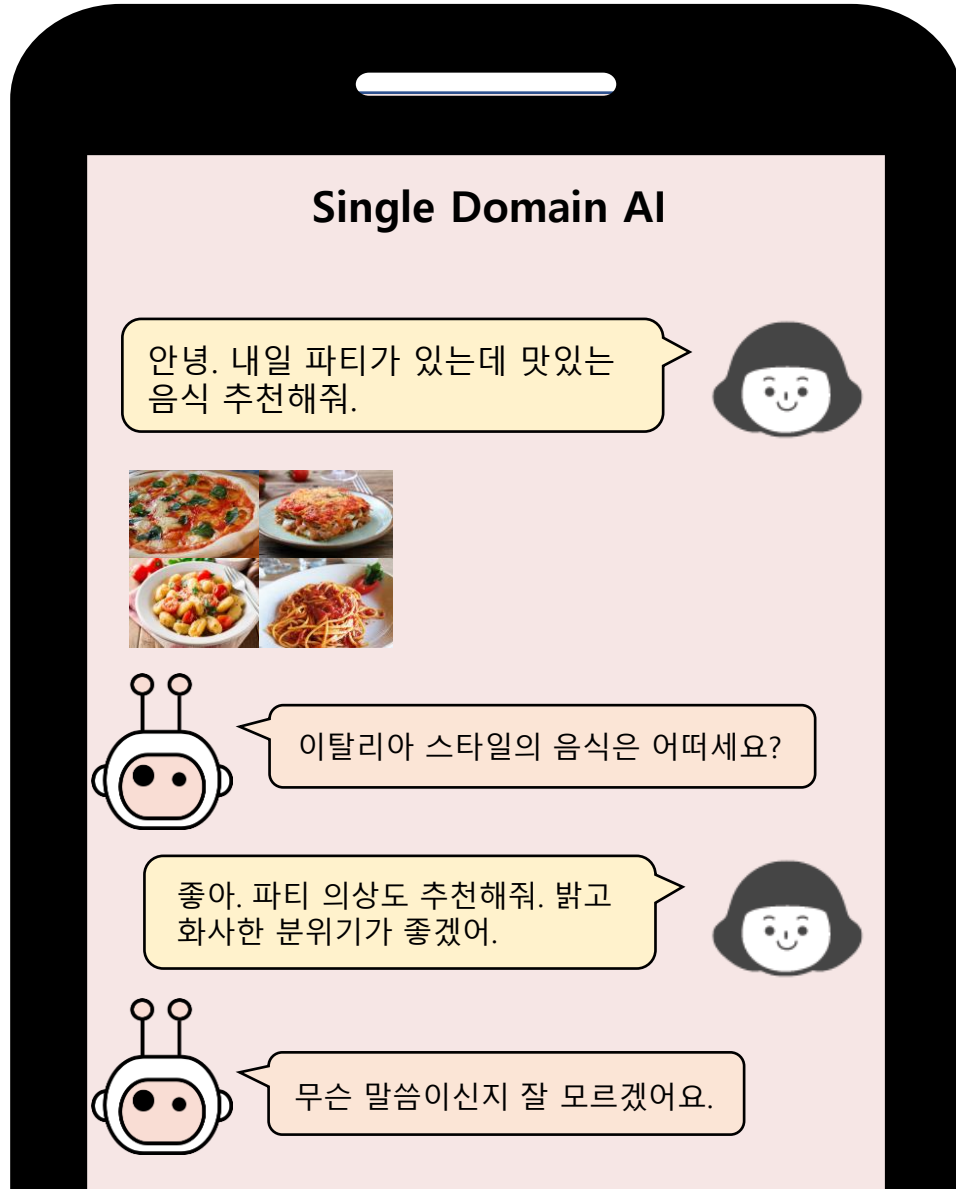 Single Domain AI
안녕. 내일 파티가 있는데 맛있는
음식 추천해줘.
이탈리아 스타일의 음식은 어떠세요?
좋아. 파티 의상도 추천해줘. 밝고
화사한 분위기가 좋겠어.
무슨 말씀이신지 잘 모르겠어요.